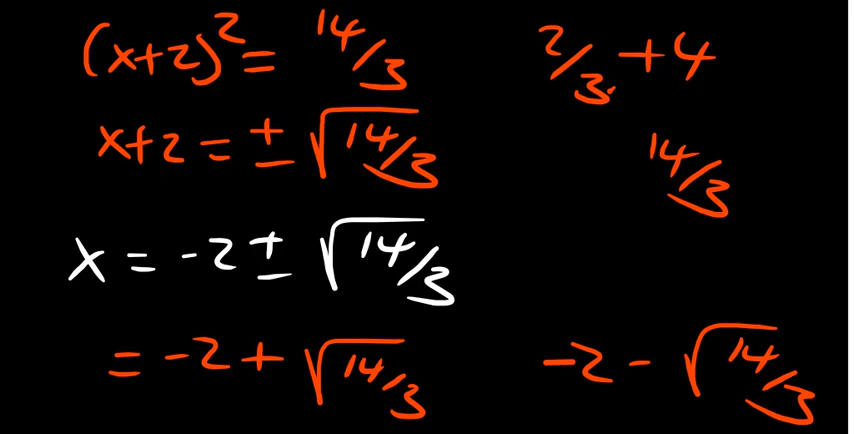 (x+2)² = 14/3
2/3 + 4
x+2 = ± √14/3
14/3
x = -2 ± √14/3
= -2 + √14/3
-2 - √14/3